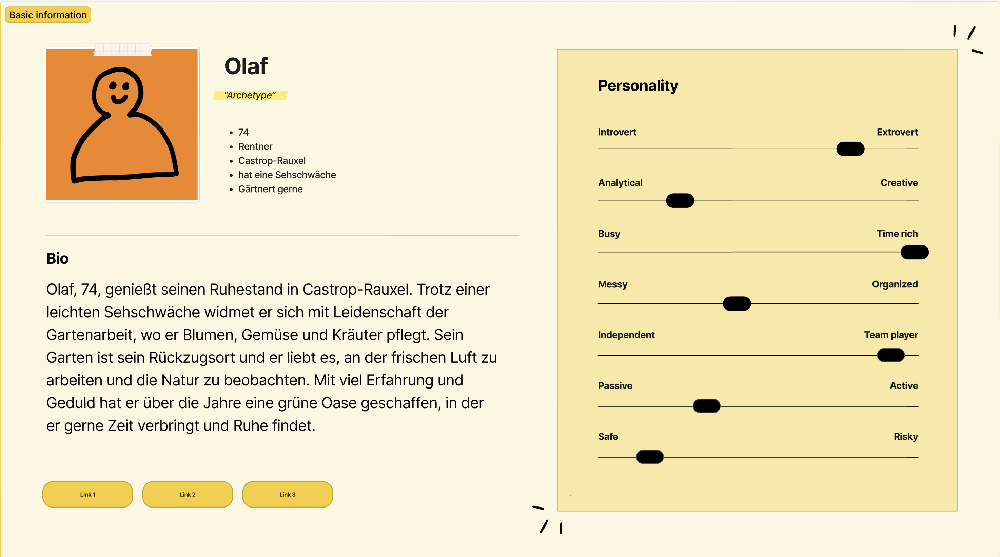 Basic information
Olaf
“Archetype”
• 74
• Rentner
• Castrop-Rauxel
• hat eine Sehschwäche
• Gärtnert gerne
Bio
Olaf, 74, genießt seinen Ruhestand in Castrop-Rauxel. Trotz einer
leichten Sehschwäche widmet er sich mit Leidenschaft der
Gartenarbeit, wo er Blumen, Gemüse und Kräuter pflegt. Sein
Garten ist sein Rückzugsort und er liebt es, an der frischen Luft zu
arbeiten und die Natur zu beobachten. Mit viel Erfahrung und
Geduld hat er über die Jahre eine grüne Oase geschaffen, in der
er gerne Zeit verbringt und Ruhe findet.
Link 1 Link 2 Link 3
Personality
Introvert Extrovert
Analytical Creative
Busy Time rich
Messy Organized
Independent Team player
Passive Active
Safe Risky